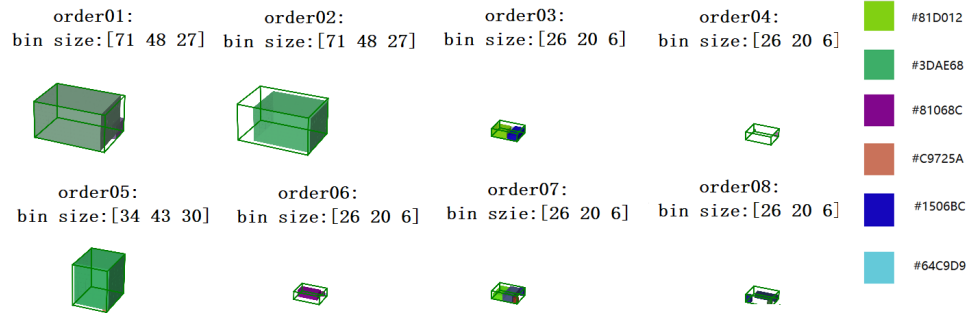 order01:
bin size:[71 48 27]
order02:
bin size:[71 48 27]
order03:
bin size:[26 20 6]
order04:
bin size:[26 20 6]
order05:
bin size:[34 43 30]
order06:
bin size:[26 20 6]
order07:
bin szie:[26 20 6]
order08:
bin size:[26 20 6]
#81D012
#3DAE68
#81068C
#C9725A
#1506BC
#64C9D9